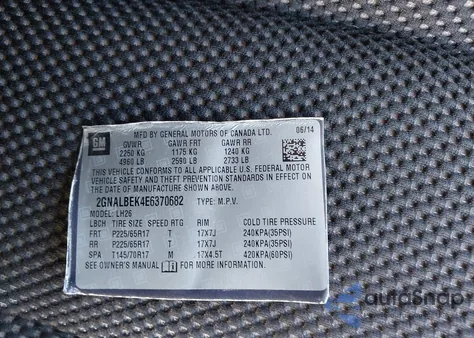 GM
MFD BY GENERAL MOTORS OF CANADA LTD.
06/14
GVWR GAWR FRT GAWR RR
2250 KG 1175 KG 1240 KG
4960 LB 2590 LB 2733 LB
THIS VEHICLE CONFORMS TO ALL APPLICABLE U.S. FEDERAL MOTOR
VEHICLE SAFETY AND THEFT PREVENTION STANDARDS IN EFFECT ON
THE DATE OF MANUFACTURE SHOWN ABOVE.
2GNALBEK4E6370682 TYPE: M.P.V.
MODEL: LH26
LBCH TIRE SIZE SPEED RTG RIM COLD TIRE PRESSURE
FRT P225/65R17 T 17X7J 240KPA(35PSI)
RR P225/65R17 T 17X7J 240KPA(35PSI)
SPA T145/70R17 M 17X4.5T 420KPA(60PSI)
SEE OWNER'S MANUAL FOR MORE INFORMATION.
autoSnap